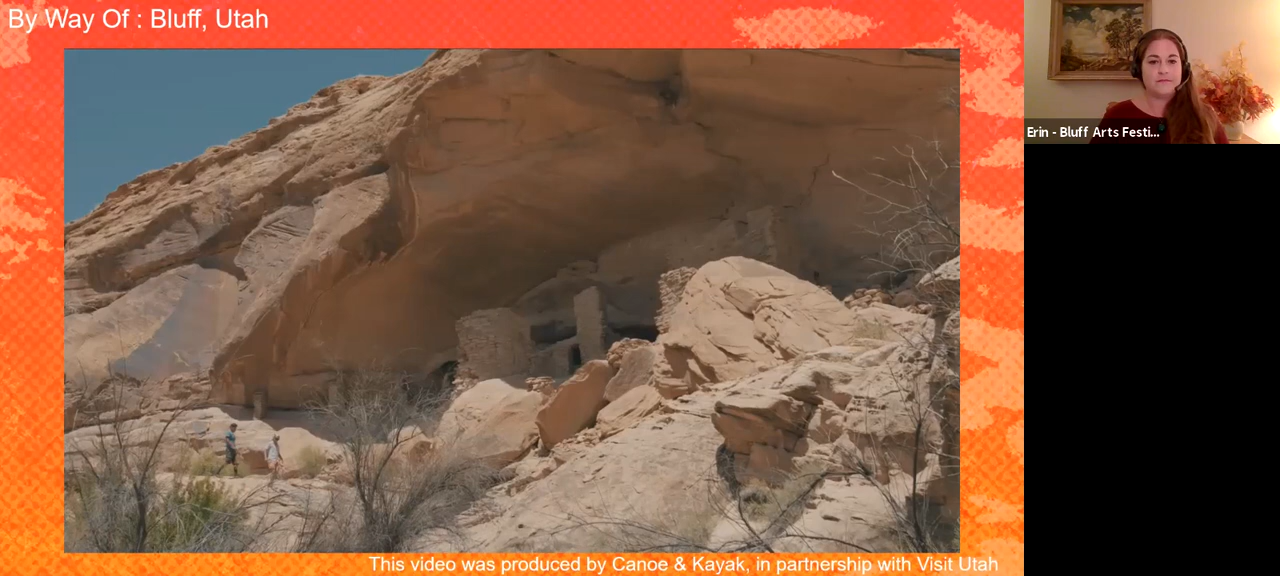 By Way Of : Bluff, Utah
Erin - Bluff Arts Festi...
This video was produced by Canoe & Kayak, in partnership with Visit Utah